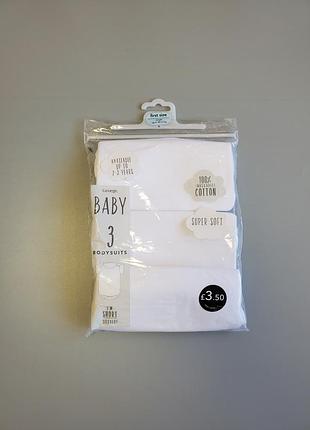 first size
AVAILABLE
UP TO
2-3 YEARS
100%
COTTON
George.
BABY
3
BODYSUITS
SUPER SOFT
£3.50
I'M
SHORT
SLEEVED